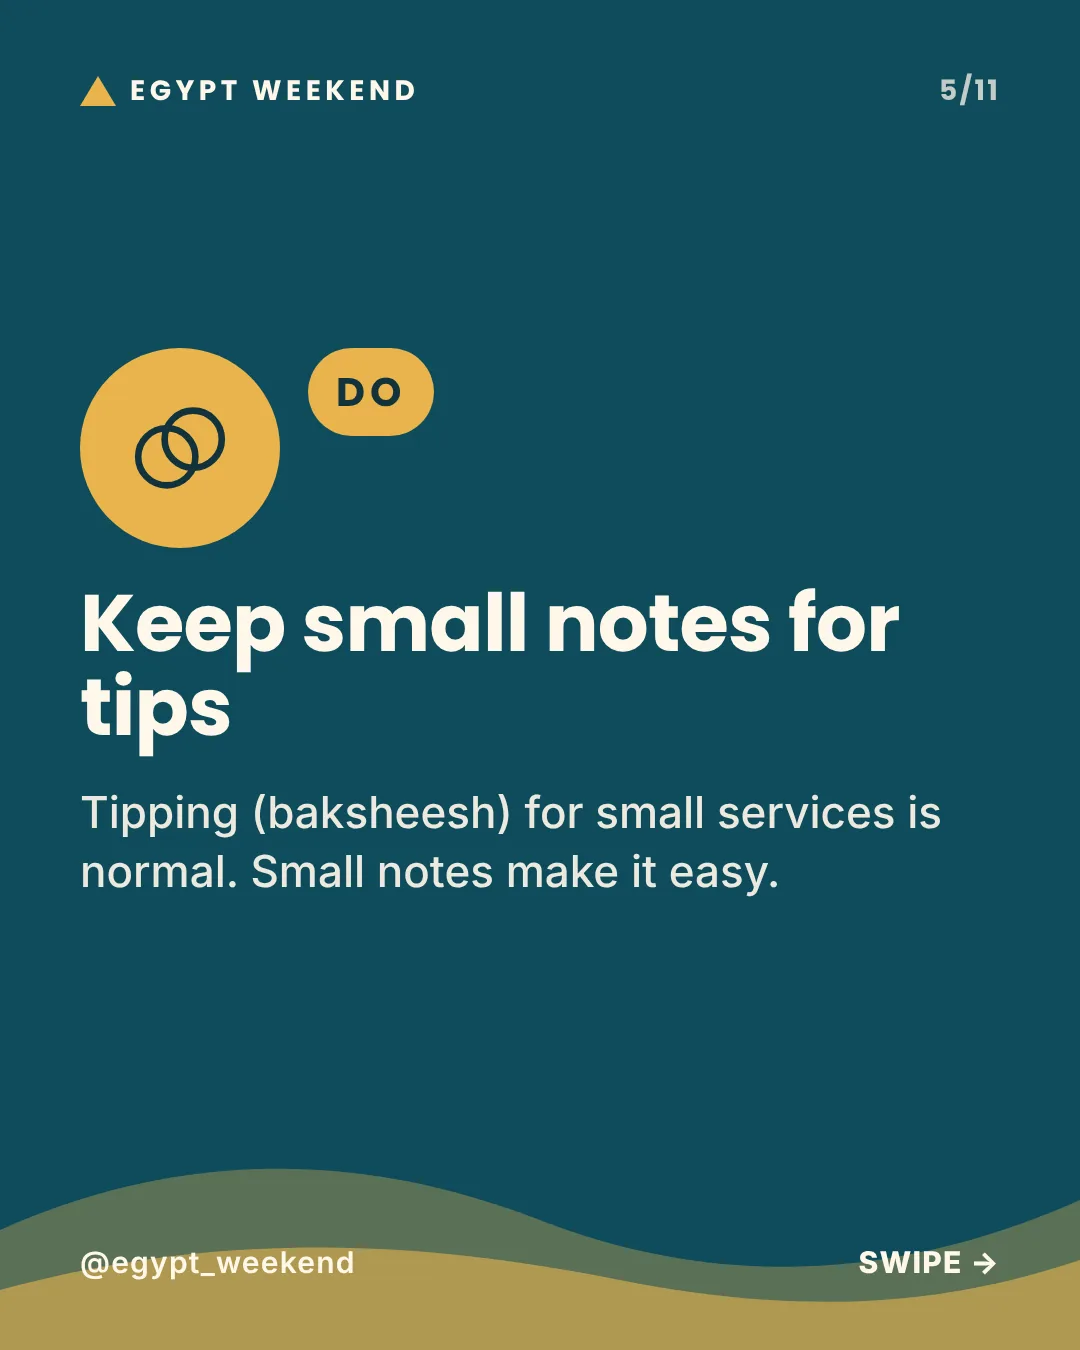 EGYPT WEEKEND
5/11
DO
Keep small notes for
tips
Tipping (baksheesh) for small services is
normal. Small notes make it easy.
@egypt_weekend
SWIPE →